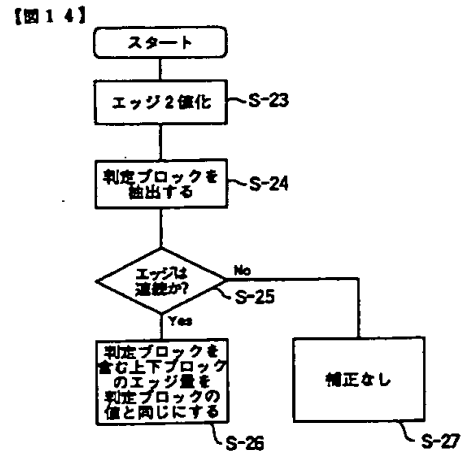 【図14】
スタート
エッジ2値化
S-23
判定ブロックを
抽出する
S-24
エッジは
連続か?
No
S-25
Yes
判定ブロックを
含む上下ブロック
のエッジ量を
判定ブロックの
値と同じにする
S-26
補正なし
S-27